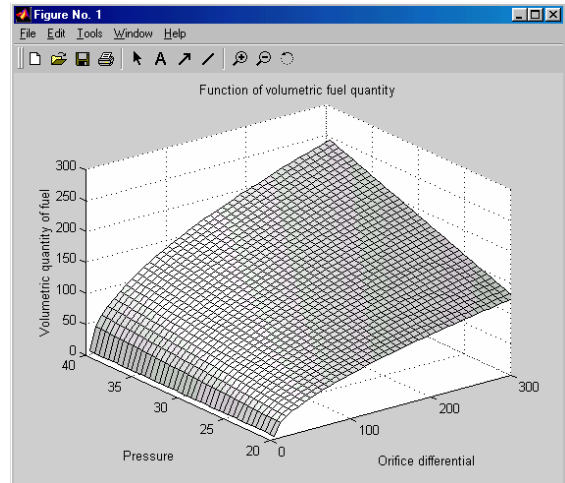 Figure No. 1
File Edit Tools Window Help
A
Function of volumetric fuel quantity
Volumetric quantity of fuel
300
250
200
150
100
50
0
40
35
30
25
20
0
100
200
300
Pressure
Orifice differential